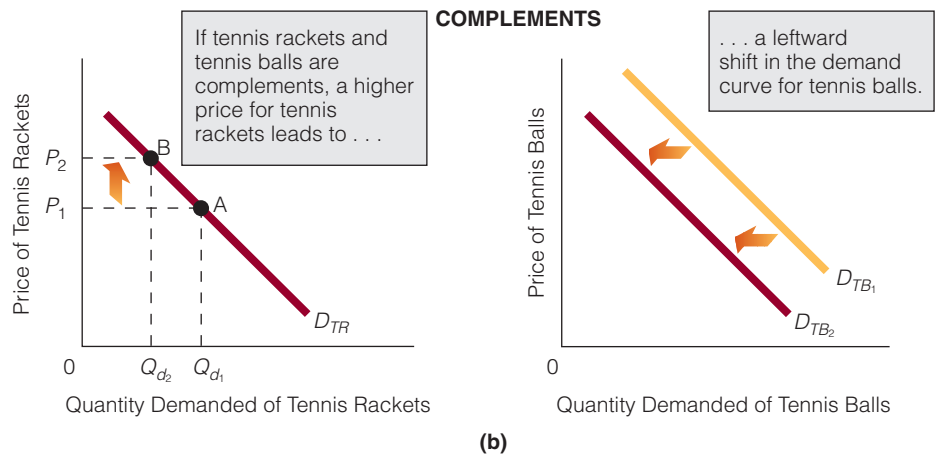 COMPLEMENTS
If tennis rackets and
tennis balls are
complements, a higher
price for tennis
rackets leads to . . .
Price of Tennis Rackets
P2
P1
B
A
DTR
0
Qd2
Qd1
Quantity Demanded of Tennis Rackets
. . . a leftward
shift in the demand
curve for tennis balls.
Price of Tennis Balls
DTB1
DTB2
0
Quantity Demanded of Tennis Balls
(b)